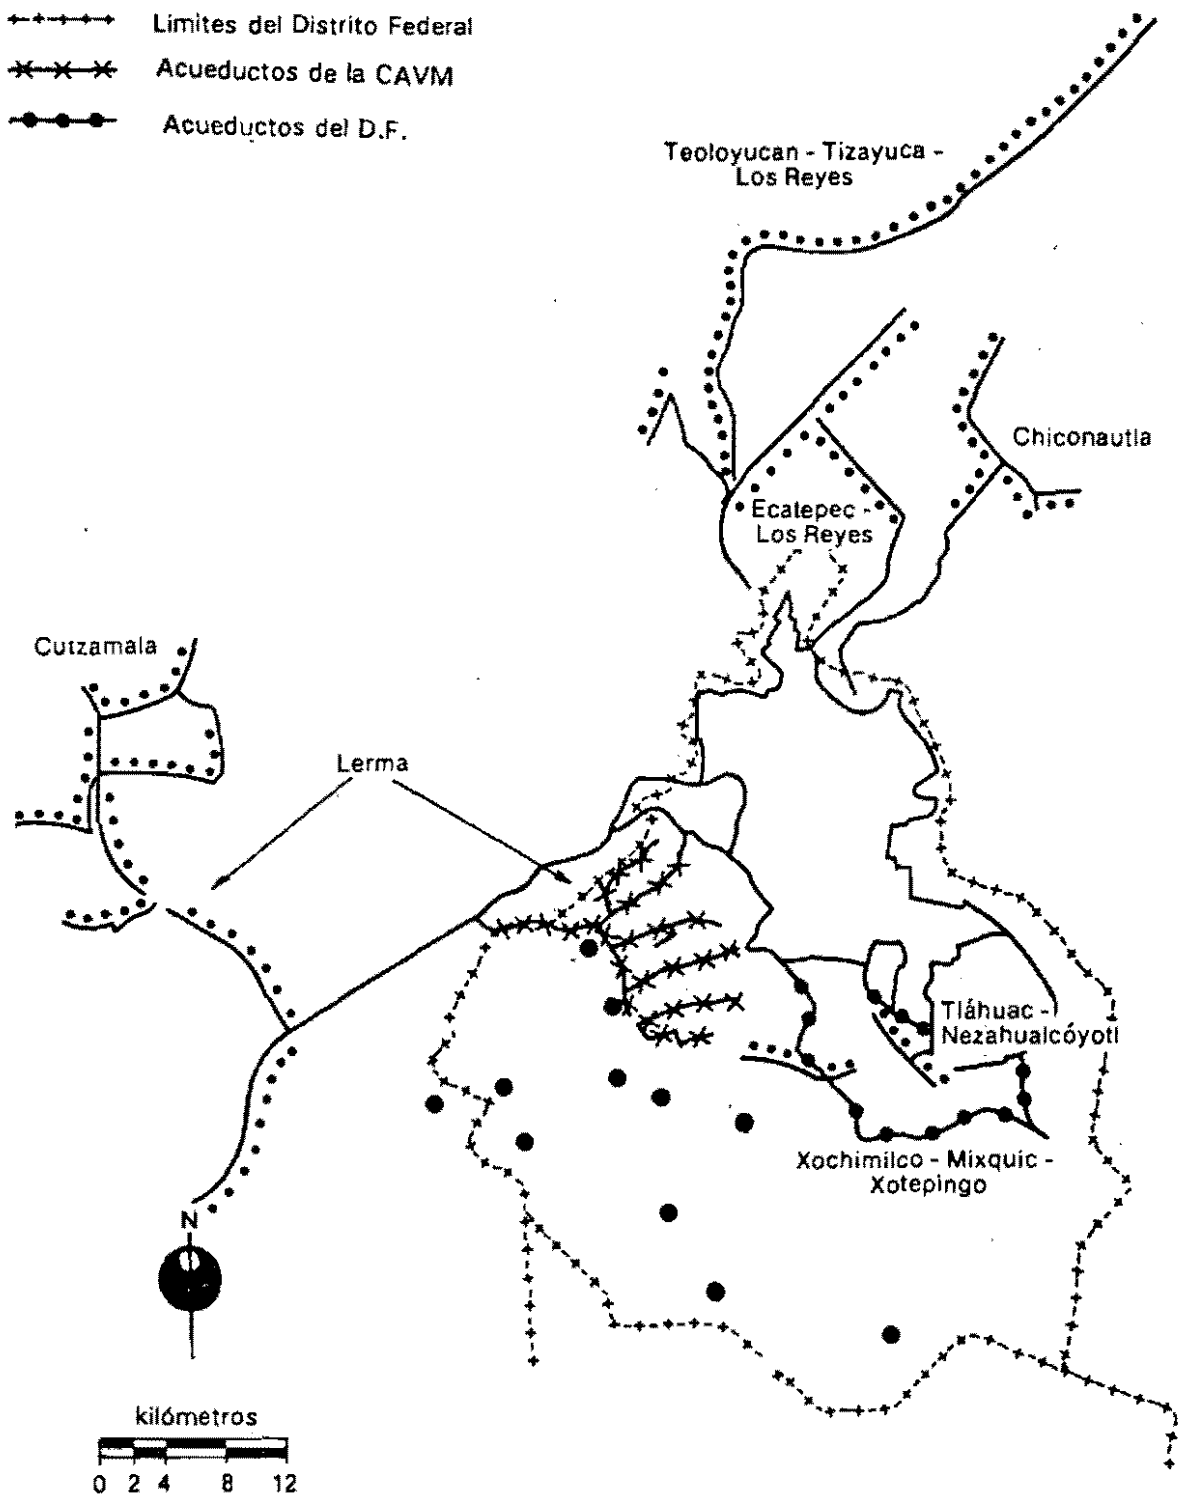 Limites del Distrito Federal
Acueductos de la CAVM
Acueductos del D.F.
Teoloyucan - Tizayuca -
Los Reyes
Chiconautla
Ecatepec -
Los Reyes
Cutzamala
Lerma
Tláhuac -
Nezahualcóyotl
Xochimilco - Mixquic -
Xotepingo
N
kilómetros
0 2 4 8 12